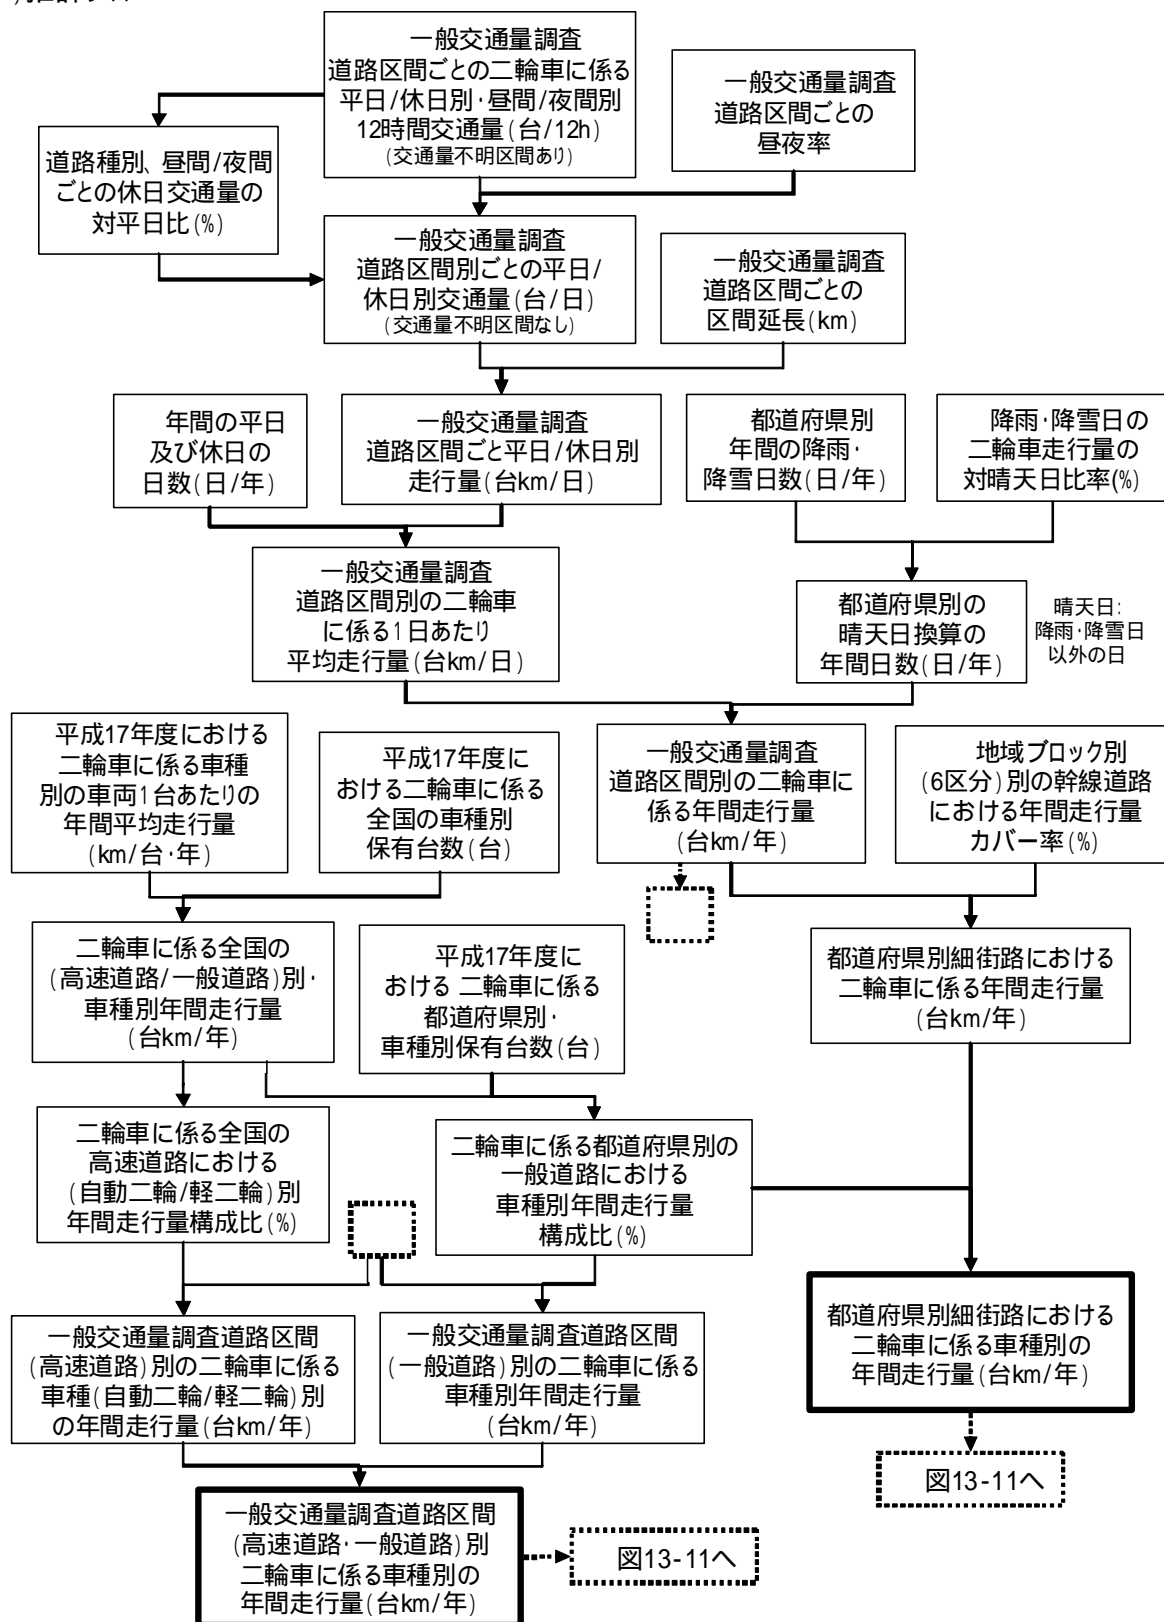 一般交通量調査
道路区間ごとの二輪車に係る
平日/休日別・昼間/夜間別
12時間交通量(台/12h)
(交通量不明区間あり)
一般交通量調査
道路区間ごとの
昼夜率
道路種別、昼間/夜間
ごとの休日交通量の
対平日比(%)
一般交通量調査
道路区間別ごとの平日/
休日別交通量(台/日)
(交通量不明区間なし)
一般交通量調査
道路区間ごとの
区間延長(km)
年間の平日
及び休日の
日数(日/年)
一般交通量調査
道路区間ごと平日/休日別
走行量(台km/日)
都道府県別
年間の降雨・
降雪日数(日/年)
降雨・降雪日の
二輪車走行量の
対晴天日比率(%)
一般交通量調査
道路区間別の二輪車
に係る1日あたり
平均走行量(台km/日)
都道府県別の
晴天日換算の
年間日数(日/年)
晴天日:
降雨・降雪日
以外の日
平成17年度における
二輪車に係る車種
別の車両1台あたりの
年間平均走行量
(km/台・年)
平成17年度に
おける二輪車に係る
全国の車種別
保有台数(台)
一般交通量調査
道路区間別の二輪車に
係る年間走行量
(台km/年)
地域ブロック別
(6区分)別の幹線道路
における年間走行量
カバー率(%)
二輪車に係る全国の
(高速道路/一般道路)別・
車種別年間走行量
(台km/年)
平成17年度に
おける 二輪車に係る
都道府県別・
車種別保有台数(台)
都道府県別細街路における
二輪車に係る年間走行量
(台km/年)
二輪車に係る全国の
高速道路における
(自動二輪/軽二輪)別
年間走行量構成比(%)
二輪車に係る都道府県別の
一般道路における
車種別年間走行量
構成比(%)
一般交通量調査道路区間
(高速道路)別の二輪車に係る
車種(自動二輪/軽二輪)別
の年間走行量(台km/年)
一般交通量調査道路区間
(一般道路)別の二輪車に係る
車種別年間走行量
(台km/年)
都道府県別細街路における
二輪車に係る車種別の
年間走行量(台km/年)
図13-11へ
一般交通量調査道路区間
(高速道路・一般道路)別
二輪車に係る車種別の
年間走行量(台km/年)
図13-11へ